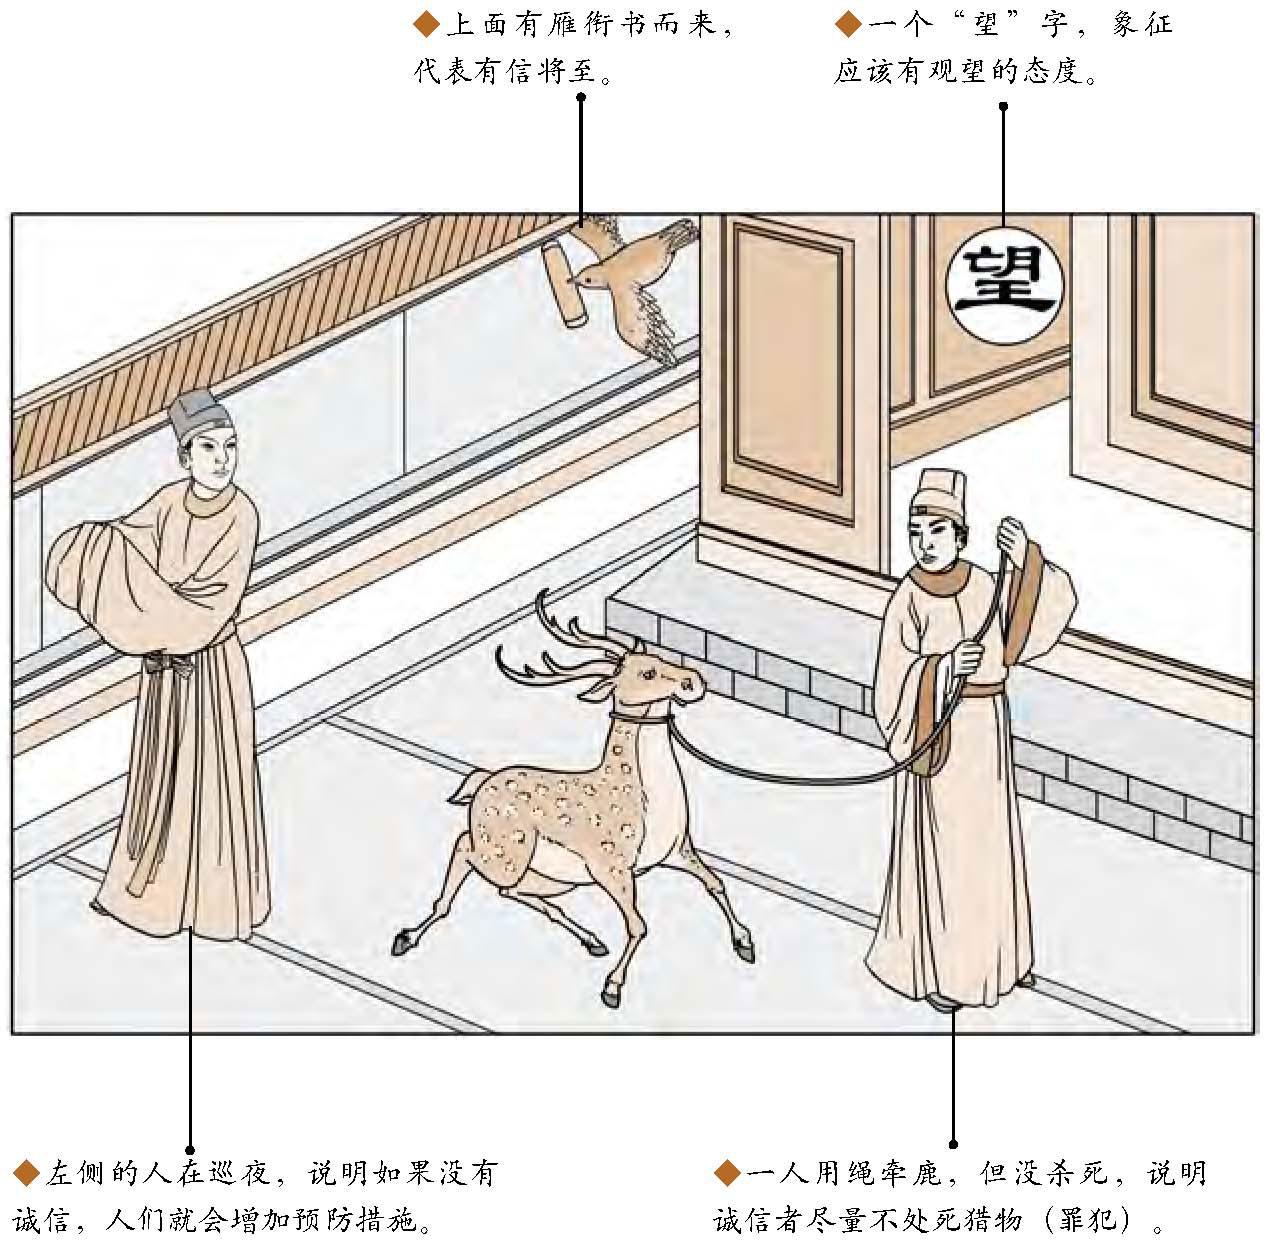 ◆上面有雁衔书而来，
代表有信将至。
◆一个“望”字，象征
应该有观望的态度。
望
◆左侧的人在巡夜，说明如果没有
诚信，人们就会增加预防措施。
◆一人用绳牵鹿，但没杀死，说明
诚信者尽量不处死猎物（罪犯）。